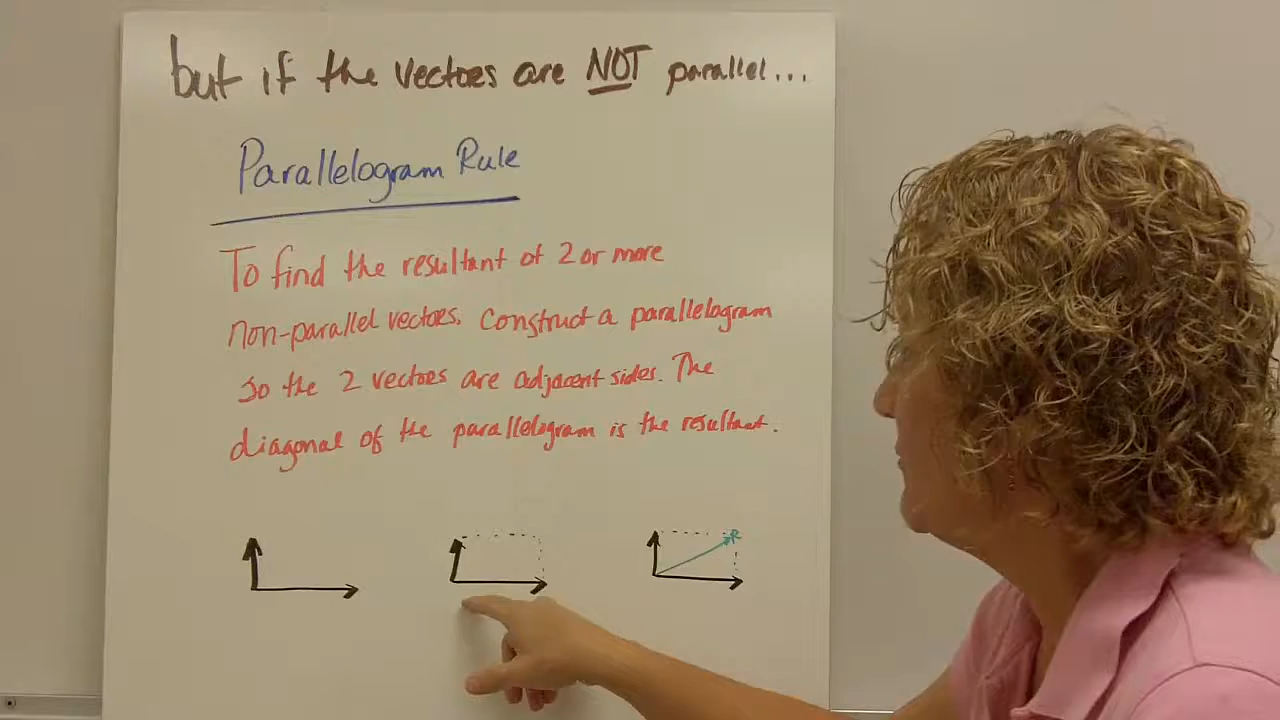 but if the vectors are NOT parallel...
Parallelogram Rule
To find the resultant of 2 or more
non-parallel vectors, construct a parallelogram
so the 2 vectors are adjacent sides. The
diagonal of the parallelogram is the resultant.
R